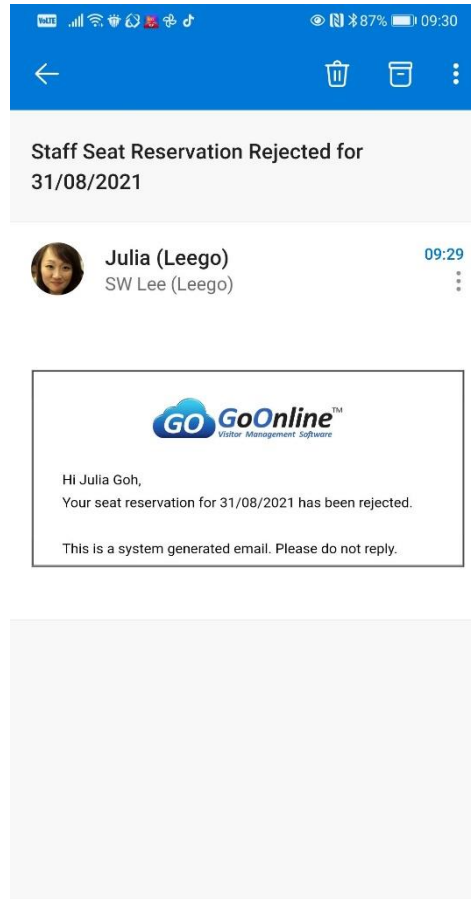 VoLTE 87% 09:30
Staff Seat Reservation Rejected for
31/08/2021
Julia (Leego) 09:29
SW Lee (Leego)
GO GoOnline™
Visitor Management Software
Hi Julia Goh,
Your seat reservation for 31/08/2021 has been rejected.
This is a system generated email. Please do not reply.